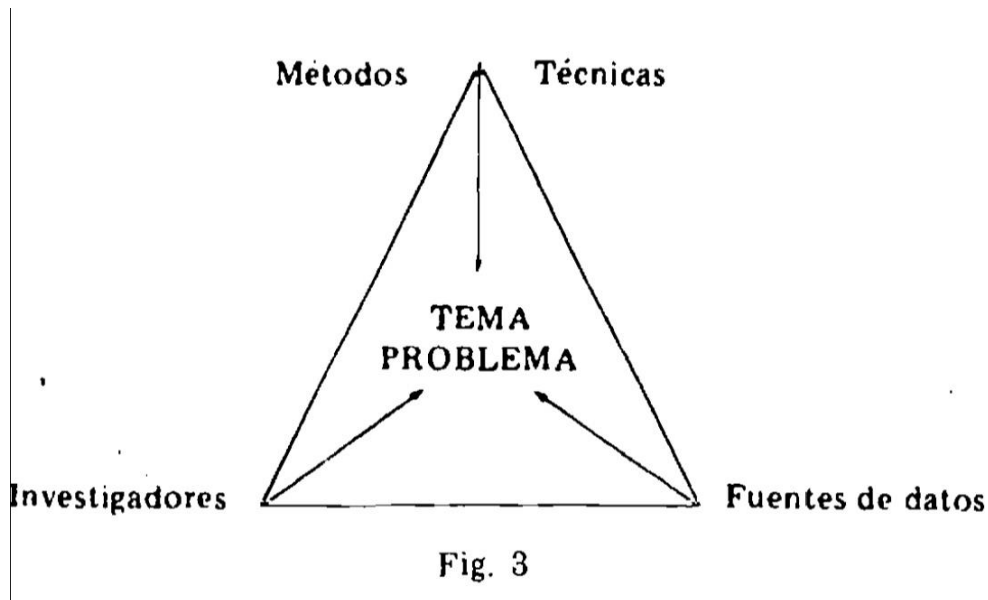 Métodos Técnicas
TEMA
PROBLEMA
Investigadores Fuentes de datos
Fig. 3